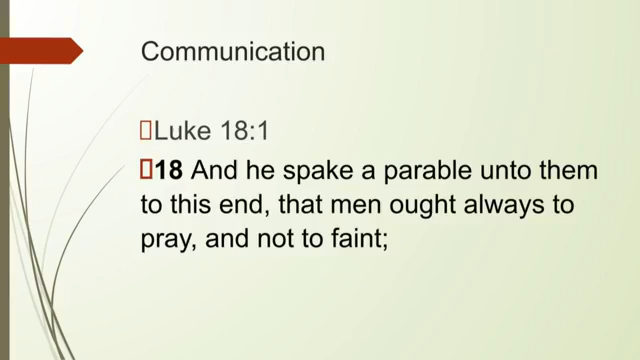 Communication
Luke 18:1
18 And he spake a parable unto them
to this end, that men ought always to
pray, and not to faint;